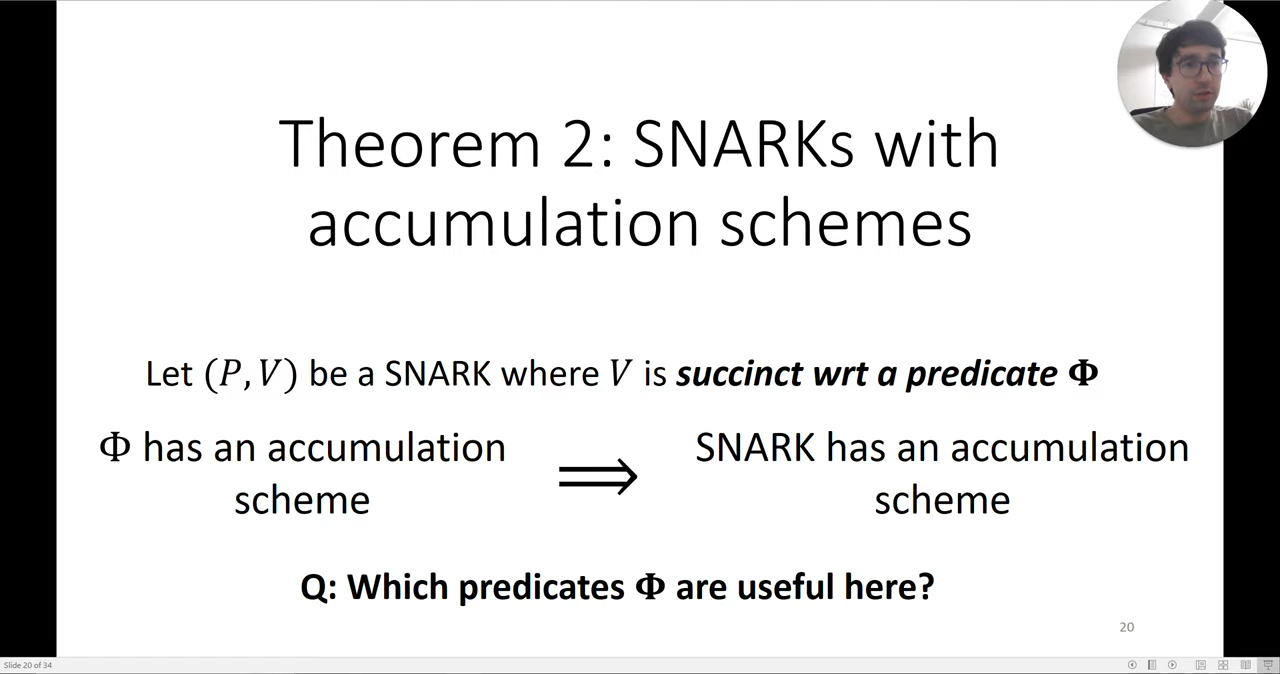 Theorem 2: SNARKs with
accumulation schemes
Let (P, V) be a SNARK where V is succinct wrt a predicate Φ
Φ has an accumulation
scheme
⟹
SNARK has an accumulation
scheme
Q: Which predicates Φ are useful here?
20
Slide 20 of 34